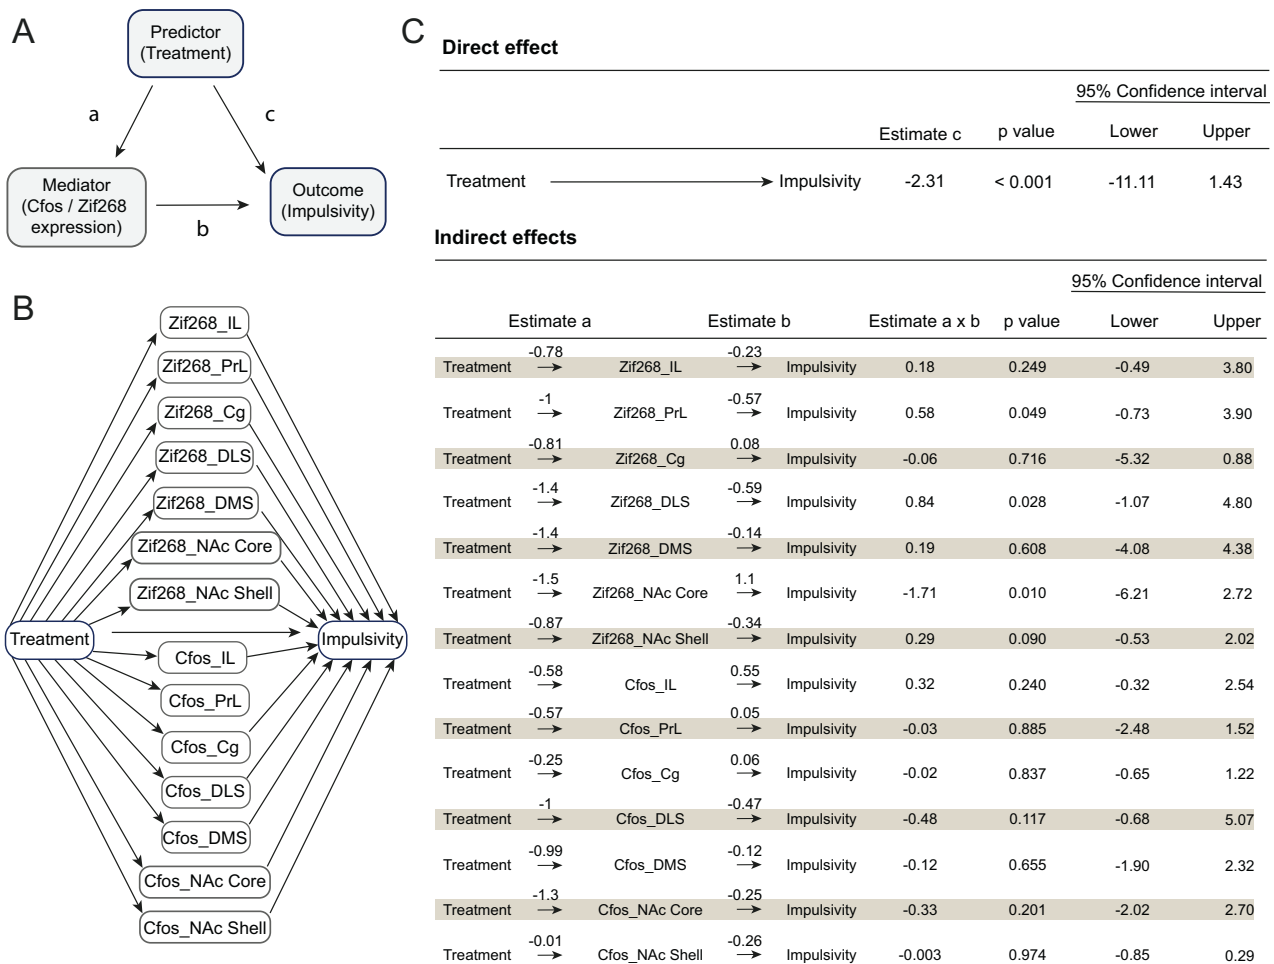 A
Predictor
(Treatment)
a
c
Mediator
(Cfos / Zif268
expression)
b
Outcome
(Impulsivity)
B
Zif268_IL
Zif268_PrL
Zif268_Cg
Zif268_DLS
Zif268_DMS
Zif268_NAc Core
Zif268_NAc Shell
Treatment
Impulsivity
Cfos_IL
Cfos_PrL
Cfos_Cg
Cfos_DLS
Cfos_DMS
Cfos_NAc Core
Cfos_NAc Shell
C
Direct effect
95% Confidence interval
Estimate c p value Lower Upper
Treatment Impulsivity -2.31 < 0.001 -11.11 1.43
Indirect effects
95% Confidence interval
Estimate a Estimate b Estimate a x b p value Lower Upper
-0.78 -0.23
Treatment Zif268_IL Impulsivity 0.18 0.249 -0.49 3.80
-1 -0.57
Treatment Zif268_PrL Impulsivity 0.58 0.049 -0.73 3.90
-0.81 0.08
Treatment Zif268_Cg Impulsivity -0.06 0.716 -5.32 0.88
-1.4 -0.59
Treatment Zif268_DLS Impulsivity 0.84 0.028 -1.07 4.80
-1.4 -0.14
Treatment Zif268_DMS Impulsivity 0.19 0.608 -4.08 4.38
-1.5 1.1
Treatment Zif268_NAc Core Impulsivity -1.71 0.010 -6.21 2.72
-0.87 -0.34
Treatment Zif268_NAc Shell Impulsivity 0.29 0.090 -0.53 2.02
-0.58 0.55
Treatment Cfos_IL Impulsivity 0.32 0.240 -0.32 2.54
-0.57 0.05
Treatment Cfos_PrL Impulsivity -0.03 0.885 -2.48 1.52
-0.25 0.06
Treatment Cfos_Cg Impulsivity -0.02 0.837 -0.65 1.22
-1 -0.47
Treatment Cfos_DLS Impulsivity -0.48 0.117 -0.68 5.07
-0.99 -0.12
Treatment Cfos_DMS Impulsivity -0.12 0.655 -1.90 2.32
-1.3 -0.25
Treatment Cfos_NAc Core Impulsivity -0.33 0.201 -2.02 2.70
-0.01 -0.26
Treatment Cfos_NAc Shell Impulsivity -0.003 0.974 -0.85 0.29